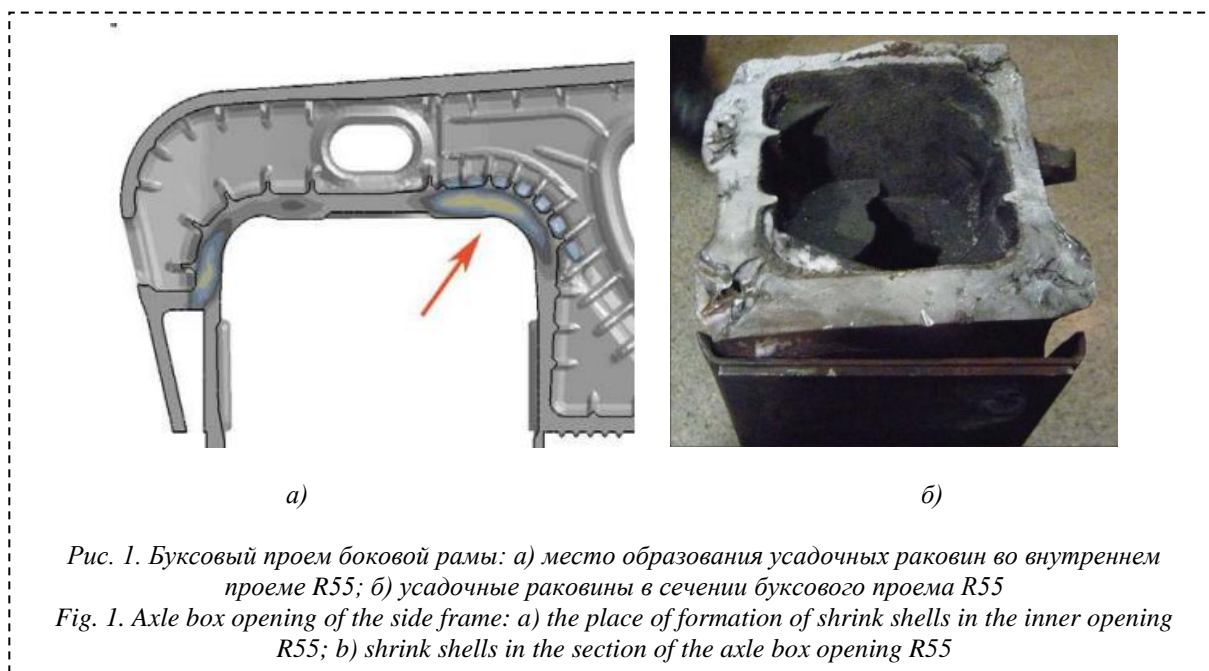 а)
б)
Рис. 1. Буксовый проем боковой рамы: а) место образования усадочных раковин во внутреннем
проеме R55; б) усадочные раковины в сечении буксового проема R55
Fig. 1. Axle box opening of the side frame: a) the place of formation of shrink shells in the inner opening
R55; b) shrink shells in the section of the axle box opening R55